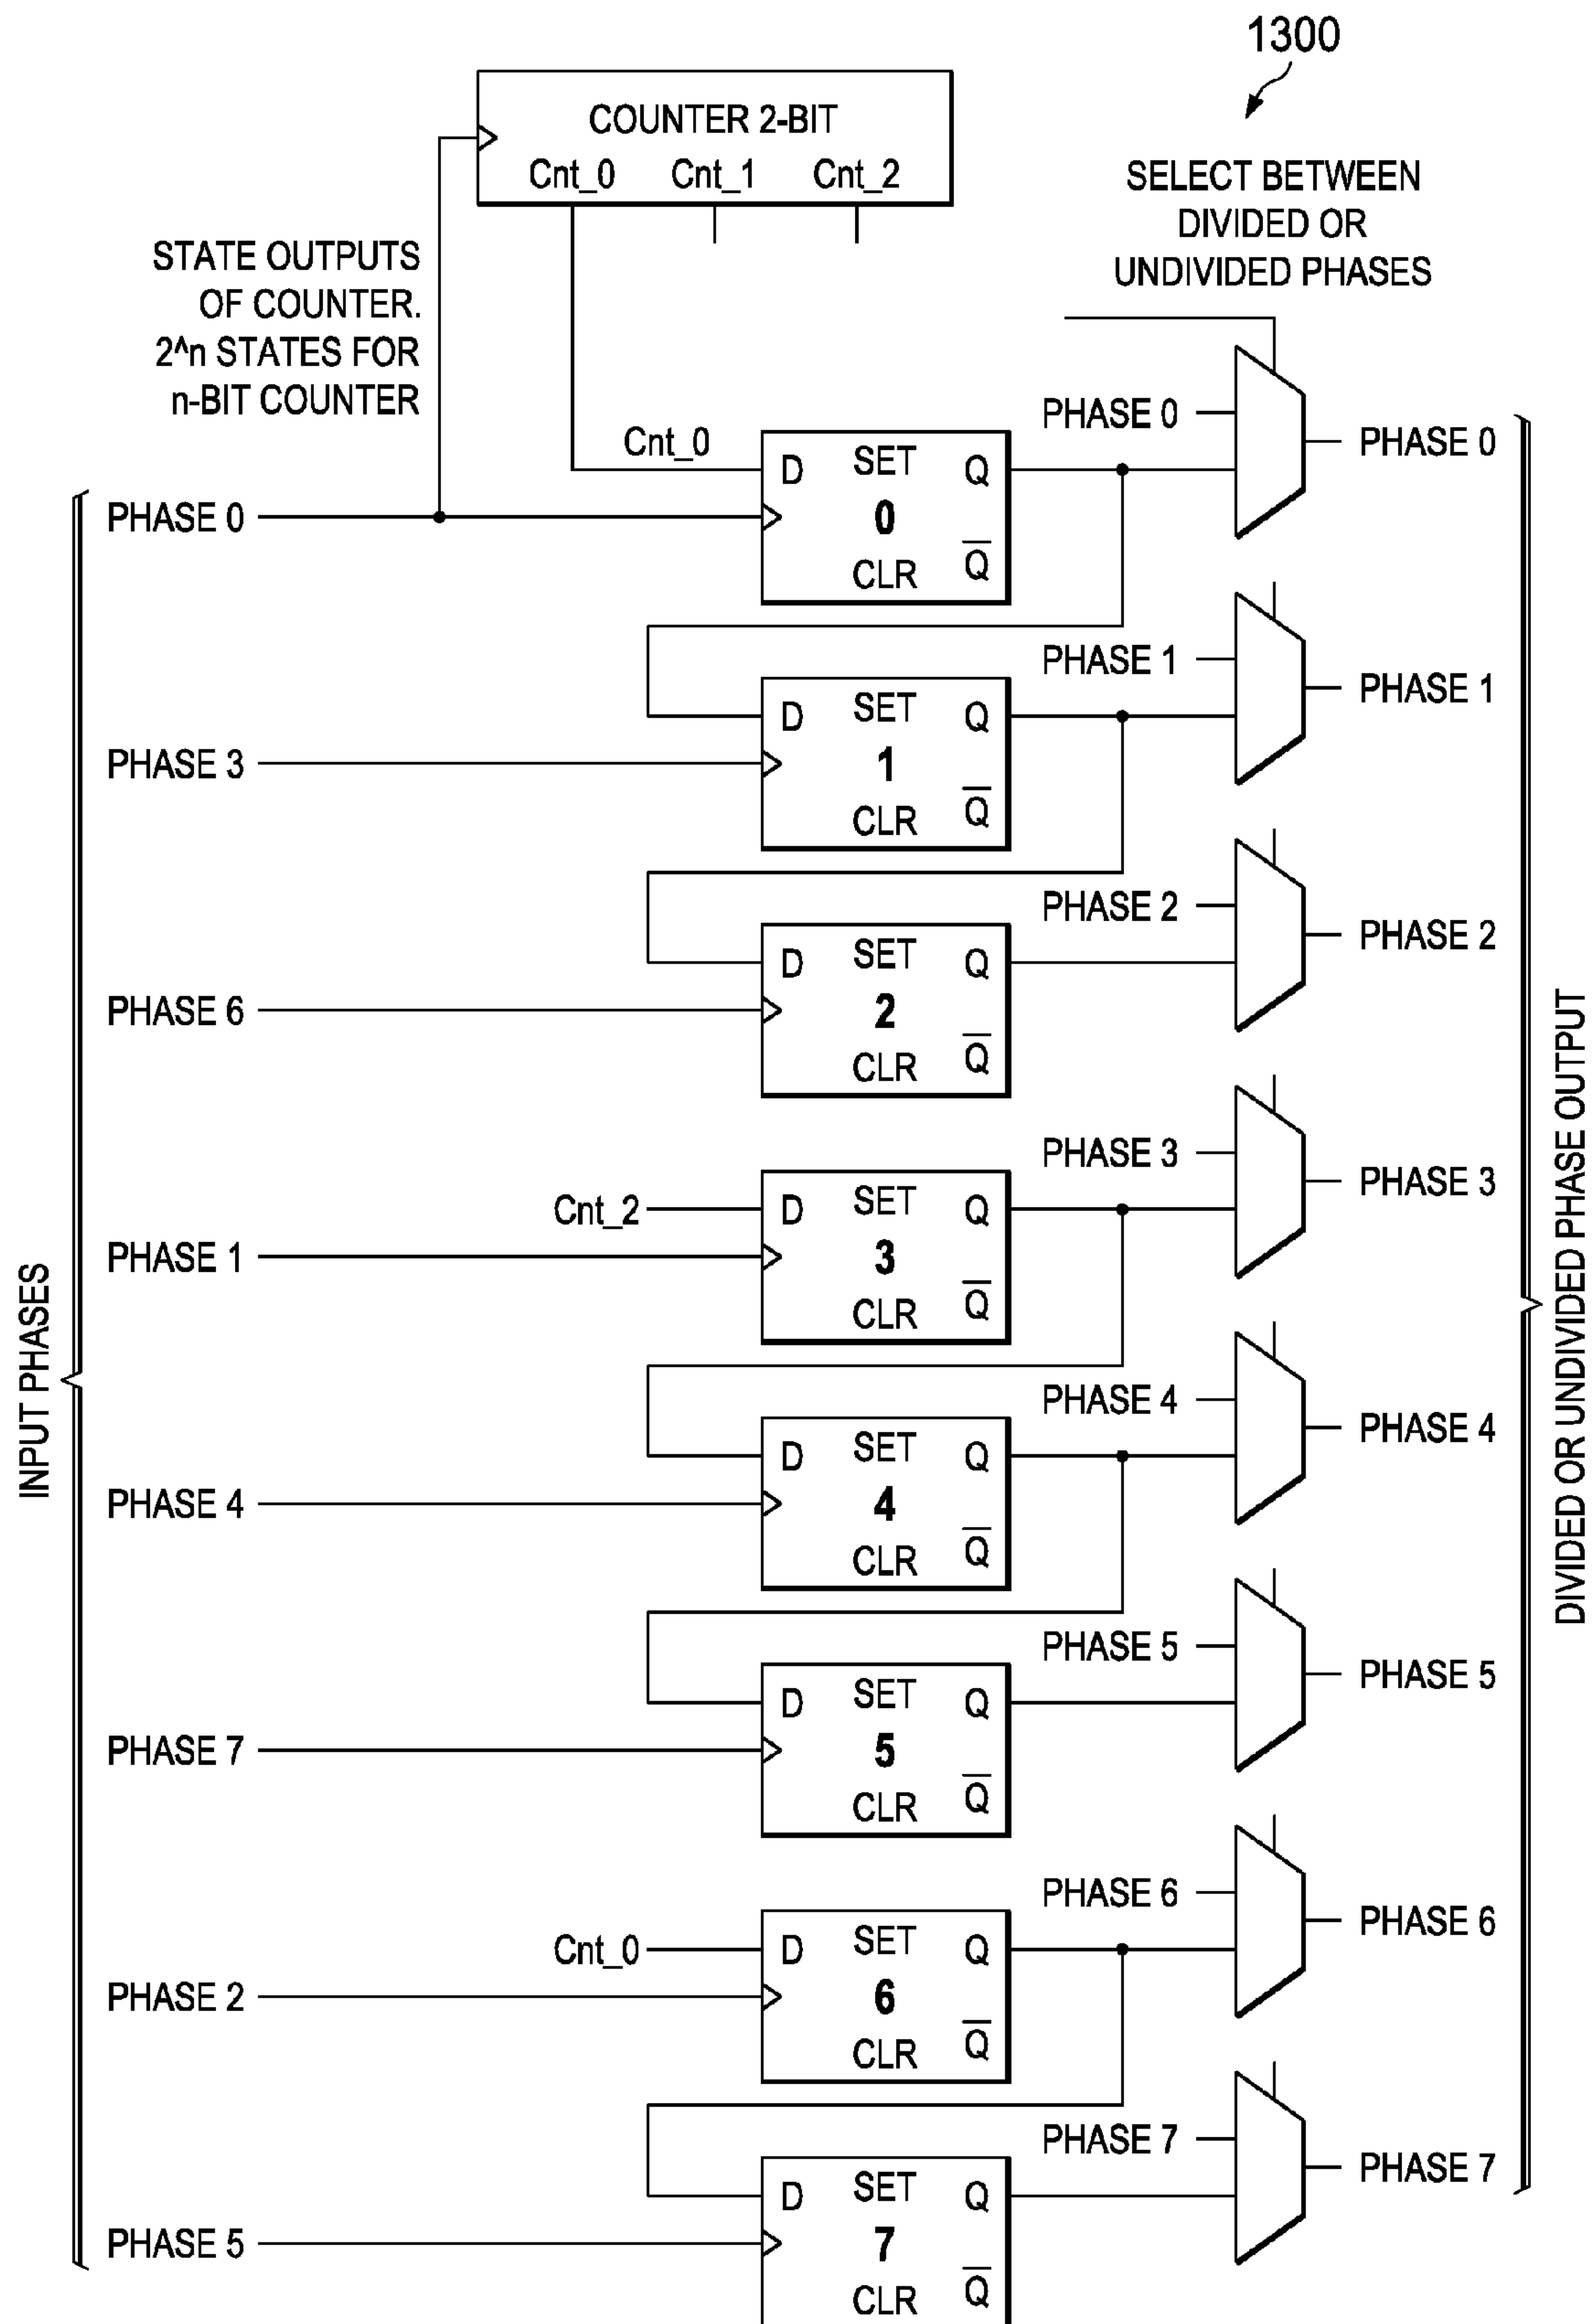 1300
COUNTER 2-BIT
Cnt_0 Cnt_1 Cnt_2
SELECT BETWEEN
DIVIDED OR
UNDIVIDED PHASES
STATE OUTPUTS
OF COUNTER.
2^n STATES FOR
n-BIT COUNTER
INPUT PHASES
PHASE 0
Cnt_0
D SET Q
0
CLR Q̅
PHASE 0
PHASE 0
PHASE 3
D SET Q
1
CLR Q̅
PHASE 1
PHASE 1
PHASE 6
D SET Q
2
CLR Q̅
PHASE 2
PHASE 2
PHASE 1
Cnt_2
D SET Q
3
CLR Q̅
PHASE 3
PHASE 3
PHASE 4
D SET Q
4
CLR Q̅
PHASE 4
PHASE 4
PHASE 7
D SET Q
5
CLR Q̅
PHASE 5
PHASE 5
PHASE 2
Cnt_0
D SET Q
6
CLR Q̅
PHASE 6
PHASE 6
PHASE 5
D SET Q
7
CLR Q̅
PHASE 7
PHASE 7
DIVIDED OR UNDIVIDED PHASE OUTPUT